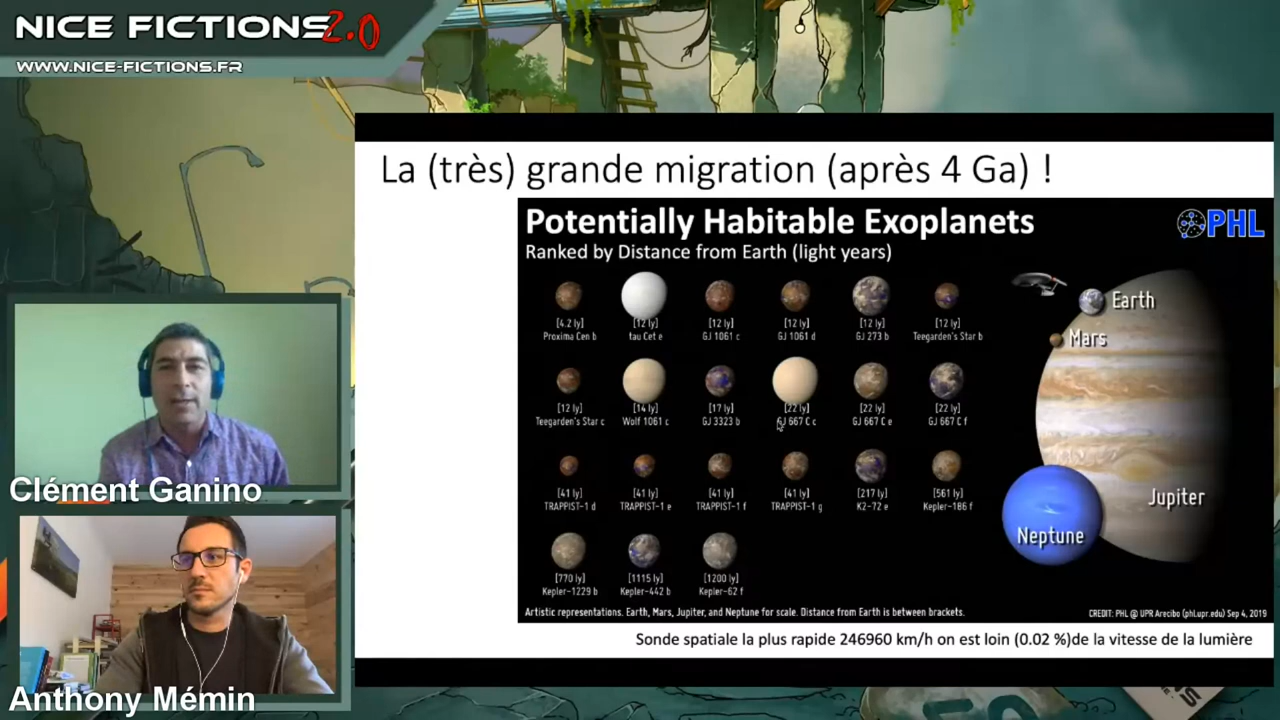 NICE FICTIONS 2.0
WWW.NICE-FICTIONS.FR
La (très) grande migration (après 4 Ga) !
Potentially Habitable Exoplanets
PHL
Ranked by Distance from Earth (light years)
[4.2 ly] [12 ly] [12 ly] [12 ly] [12 ly] [12 ly]
Proxima Cen b tau Cet e GJ 1061 c GJ 1061 d GJ 273 b Teegarden's Star b
[12 ly] [14 ly] [17 ly] [22 ly] [22 ly] [22 ly]
Teegarden's Star c Wolf 1061 c GJ 3323 b GJ 667 C c GJ 667 C e GJ 667 C f
[41 ly] [41 ly] [41 ly] [41 ly] [217 ly] [561 ly]
TRAPPIST-1 d TRAPPIST-1 e TRAPPIST-1 f TRAPPIST-1 g K2-72 e Kepler-186 f
[770 ly] [1115 ly] [1200 ly]
Kepler-1229 b Kepler-442 b Kepler-62 f
Earth
Mars
Jupiter
Neptune
Artistic representations. Earth, Mars, Jupiter, and Neptune for scale. Distance from Earth is between brackets.
CREDIT: PHL @ UPR Arecibo (phl.upr.edu) Sep 4, 2019
Sonde spatiale la plus rapide 246960 km/h on est loin (0.02 %)de la vitesse de la lumière
Clément Ganino
Anthony Mémin